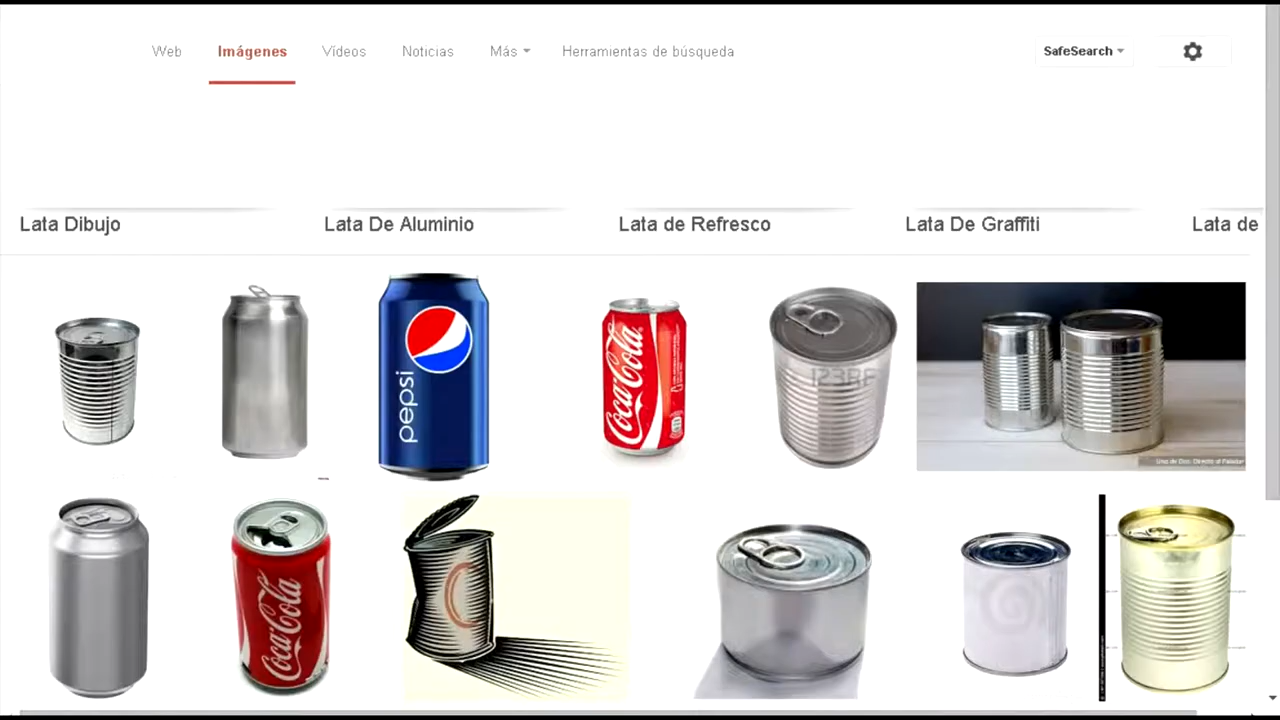 Web Imágenes Vídeos Noticias Más Herramientas de búsqueda SafeSearch
Lata Dibujo Lata De Aluminio Lata de Refresco Lata De Graffiti Lata de
pepsi
Coca-Cola
123RF
Coca-Cola